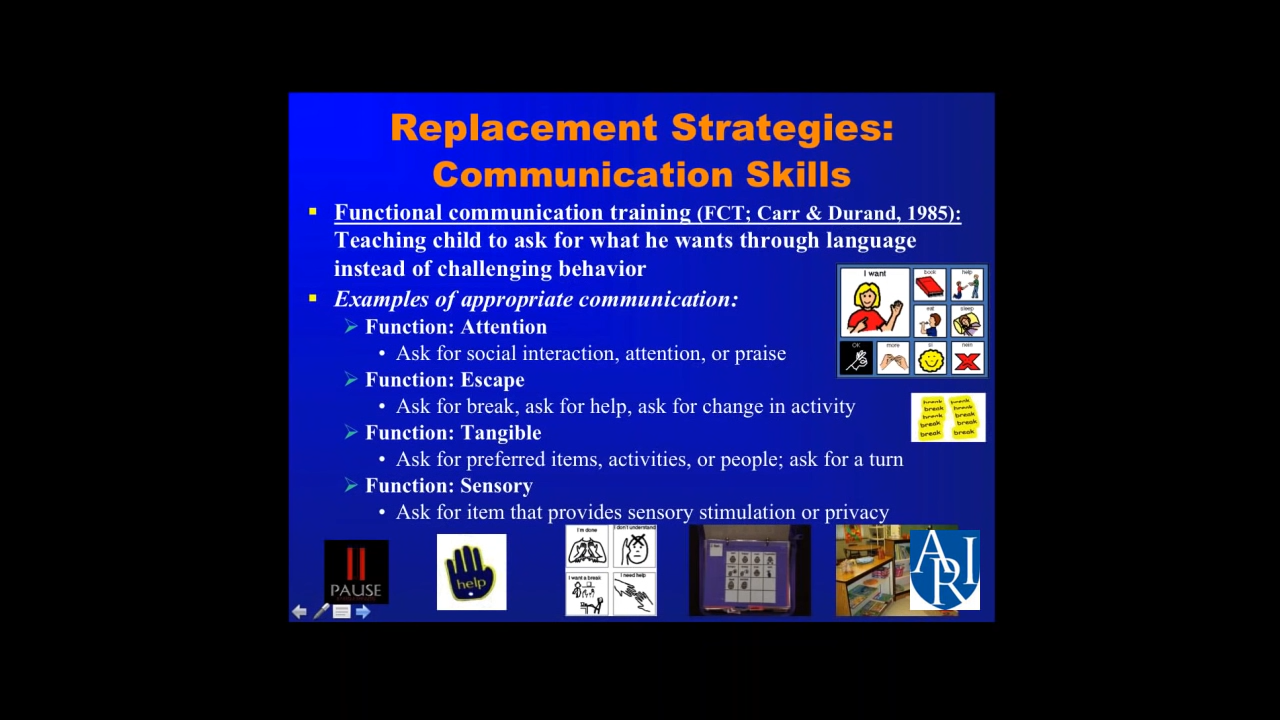 Replacement Strategies:
Communication Skills
▪ Functional communication training (FCT; Carr & Durand, 1985):
Teaching child to ask for what he wants through language
instead of challenging behavior
▪ Examples of appropriate communication:
➢ Function: Attention
• Ask for social interaction, attention, or praise
➢ Function: Escape
• Ask for break, ask for help, ask for change in activity
➢ Function: Tangible
• Ask for preferred items, activities, or people; ask for a turn
➢ Function: Sensory
• Ask for item that provides sensory stimulation or privacy
I want
book
help
eat
sleep
OK
more
break break
break break
break break
break break
break break
PAUSE
help
I'm done
I don't understand
I want a break
I need help
ARI